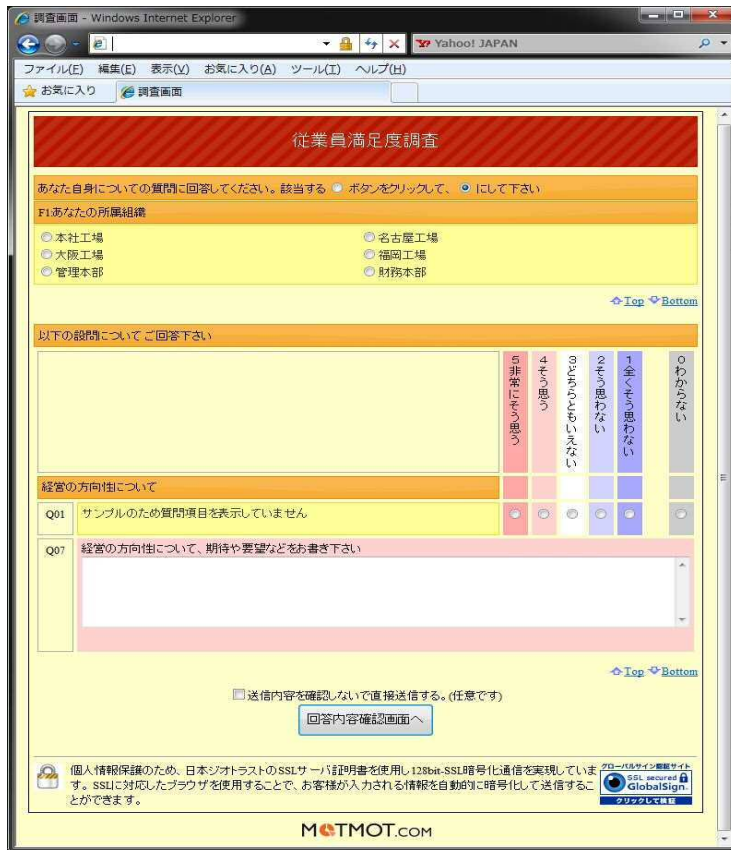 調査画面 - Windows Internet Explorer
Yahoo! JAPAN
ファイル(F) 編集(E) 表示(V) お気に入り(A) ツール(T) ヘルプ(H)
お気に入り 調査画面
従業員満足度調査
あなた自身についての質問に回答してください。該当する ボタンをクリックして、 にして下さい
F1:あなたの所属組織
本社工場 名古屋工場
大阪工場 福岡工場
管理本部 財務本部
Top Bottom
以下の設問について ご回答下さい
5非常にそう思う
4そう思う
3どちらともいえない
2そう思わない
1全くそう思わない
0わからない
経営の方向性について
Q01 サンプルのため質問項目を表示していません
Q07 経営の方向性について、期待や要望などをお書き下さい
Top Bottom
送信内容を確認しないで直接送信する。(任意です)
回答内容確認画面へ
個人情報保護のため、日本ジオトラストのSSLサーバ証明書を使用し128bit-SSL暗号化通信を実現していま
す。SSLに対応したブラウザを使用することで、お客様が入力される情報を自動的に暗号化して送信するこ
とができます。
グローバルサイン認証サイト
SSL secured
GlobalSign.
クリックして検証
MOTMOT.COM